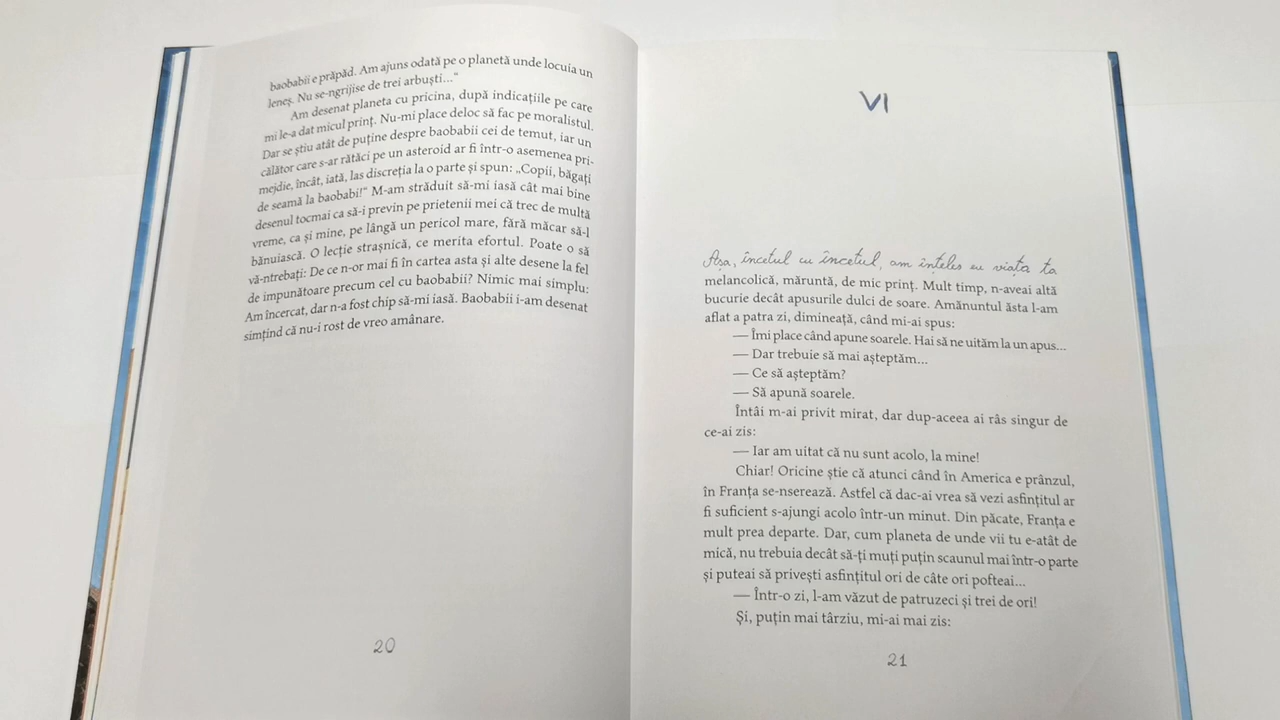 baobabii e prăpăd. Am ajuns odată pe o planetă unde locuia un
leneș. Nu se-ngrijise de trei arbuști...“
Am desenat planeta cu pricina, după indicațiile pe care
mi le-a dat micul prinț. Nu-mi place deloc să fac pe moralistul.
Dar se știu atât de puține despre baobabii cei de temut, iar un
călător care s-ar rătăci pe un asteroid ar fi într-o asemenea pri-
mejdie, încât, iată, las discreția la o parte și spun: „Copii, băgați
de seamă la baobabi!“ M-am străduit să-mi iasă cât mai bine
desenul tocmai ca să-i previn pe prietenii mei că trec de multă
vreme, ca și mine, pe lângă un pericol mare, fără măcar să-l
bănuiască. O lecție strașnică, ce merita efortul. Poate o să
vă-ntrebați: De ce n-or mai fi în cartea asta și alte desene la fel
de impunătoare precum cel cu baobabii? Nimic mai simplu:
Am încercat, dar n-a fost chip să-mi iasă. Baobabii i-am desenat
simțind că nu-i rost de vreo amânare.
20
VI
Așa, încetul cu încetul, am înțeles eu viața ta
melancolică, măruntă, de mic prinț. Mult timp, n-aveai altă
bucurie decât apusurile dulci de soare. Amănuntul ăsta l-am
aflat a patra zi, dimineață, când mi-ai spus:
— Îmi place când apune soarele. Hai să ne uităm la un apus...
— Dar trebuie să mai așteptăm...
— Ce să așteptăm?
— Să apună soarele.
Întâi m-ai privit mirat, dar dup-aceea ai râs singur de
ce-ai zis:
— Iar am uitat că nu sunt acolo, la mine!
Chiar! Oricine știe că atunci când în America e prânzul,
în Franța se-nserează. Astfel că dac-ai vrea să vezi asfințitul ar
fi suficient s-ajungi acolo într-un minut. Din păcate, Franța e
mult prea departe. Dar, cum planeta de unde vii tu e-atât de
mică, nu trebuia decât să-ți muți puțin scaunul mai într-o parte
și puteai să privești asfințitul ori de câte ori pofteai...
— Într-o zi, l-am văzut de patruzeci și trei de ori!
Și, puțin mai târziu, mi-ai mai zis:
21